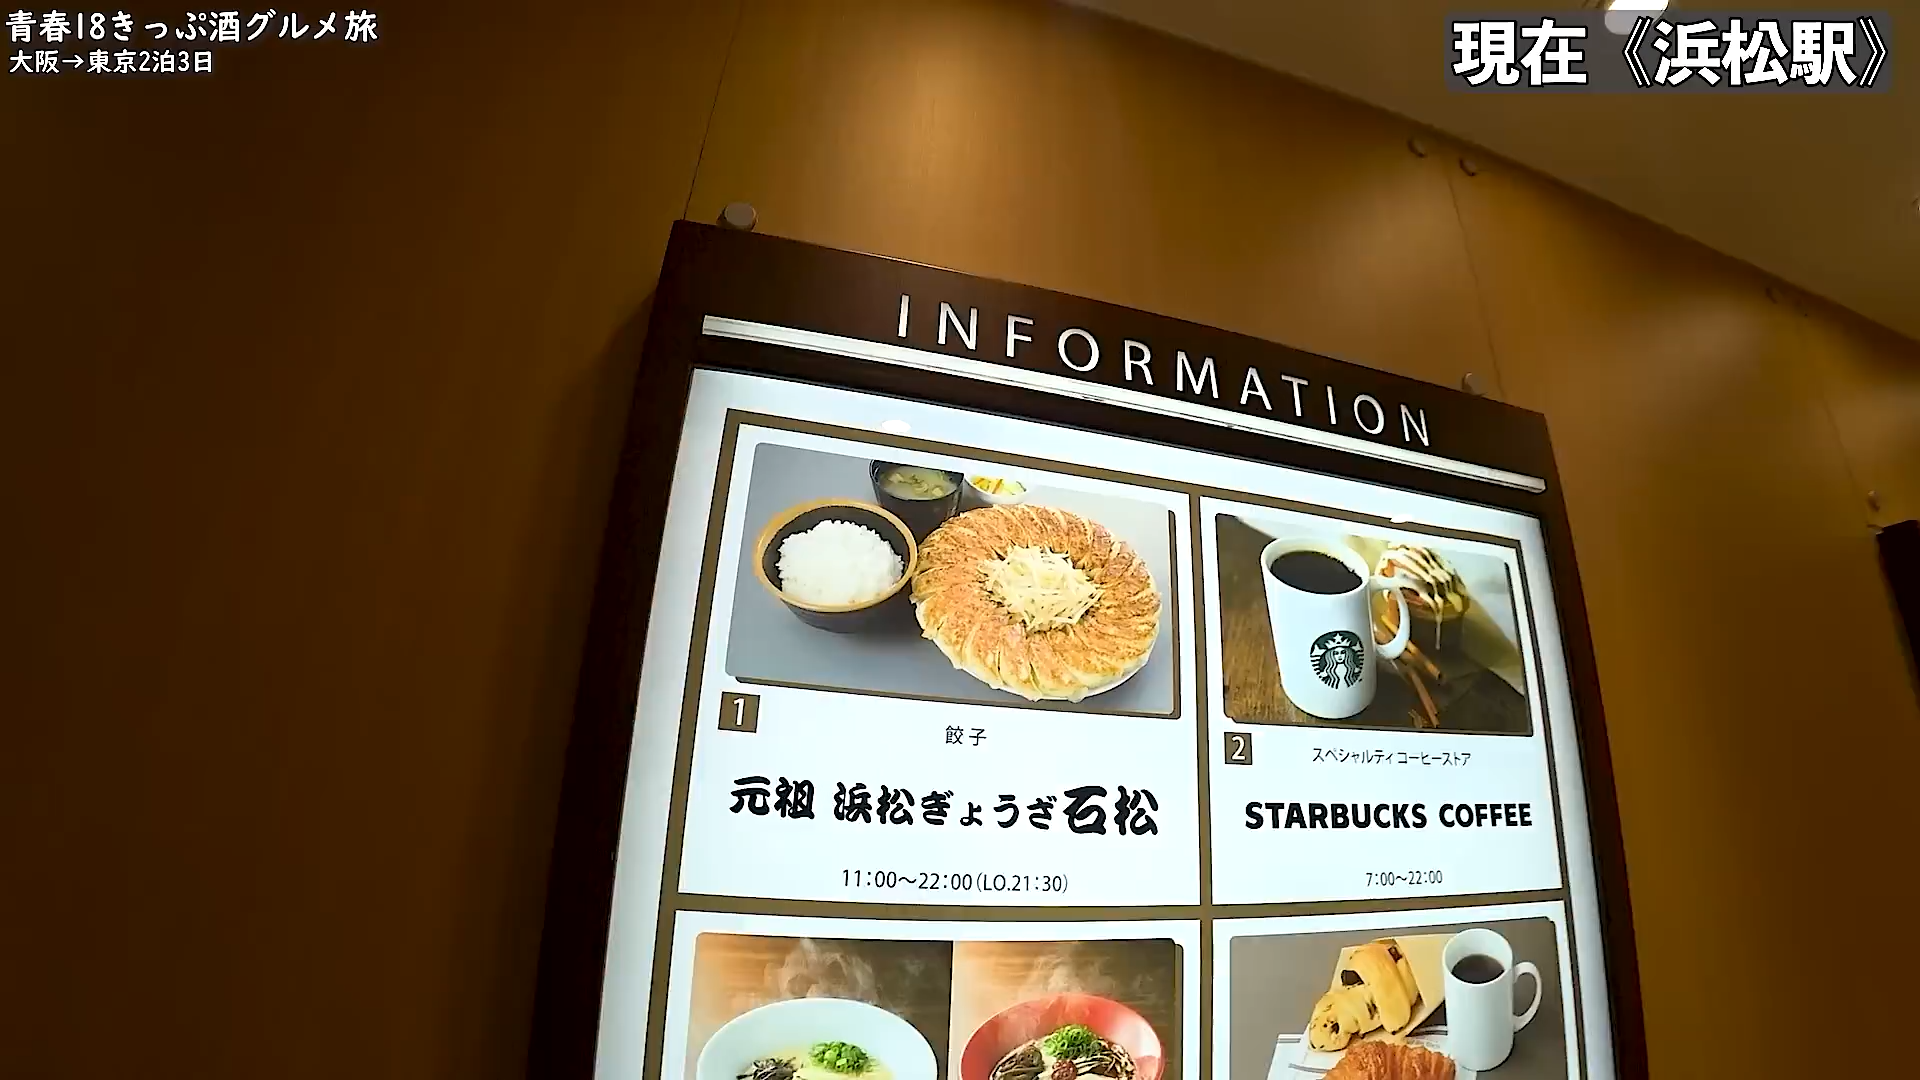 青春18きっぷ酒グルメ旅
大阪→東京2泊3日
現在《浜松駅》
INFORMATION
1
餃子
元祖 浜松ぎょうざ石松
11:00～22:00(LO.21:30)
2
スペシャルティ コーヒーストア
STARBUCKS COFFEE
7:00～22:00